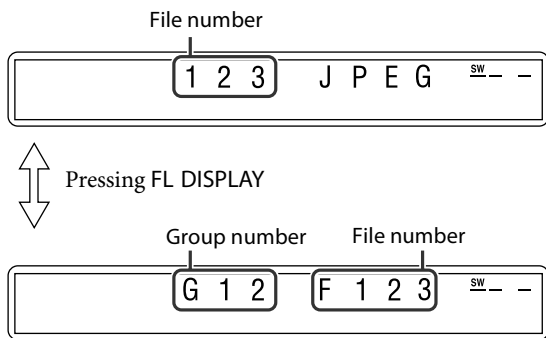 File number
1 2 3 J P E G SW – –
Pressing FL DISPLAY
Group number File number
G 1 2 F 1 2 3 SW – –